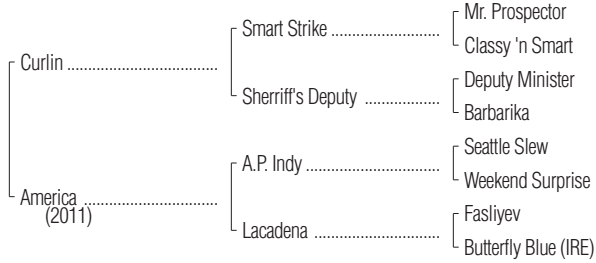 Mr. Prospector
Smart Strike ........................
Classy 'n Smart
Curlin .................................
Deputy Minister
Sherriff's Deputy .................
Barbarika
Seattle Slew
A.P. Indy .............................
Weekend Surprise
America .............................
(2011)
Fasliyev
Lacadena ...........................
Butterfly Blue (IRE)